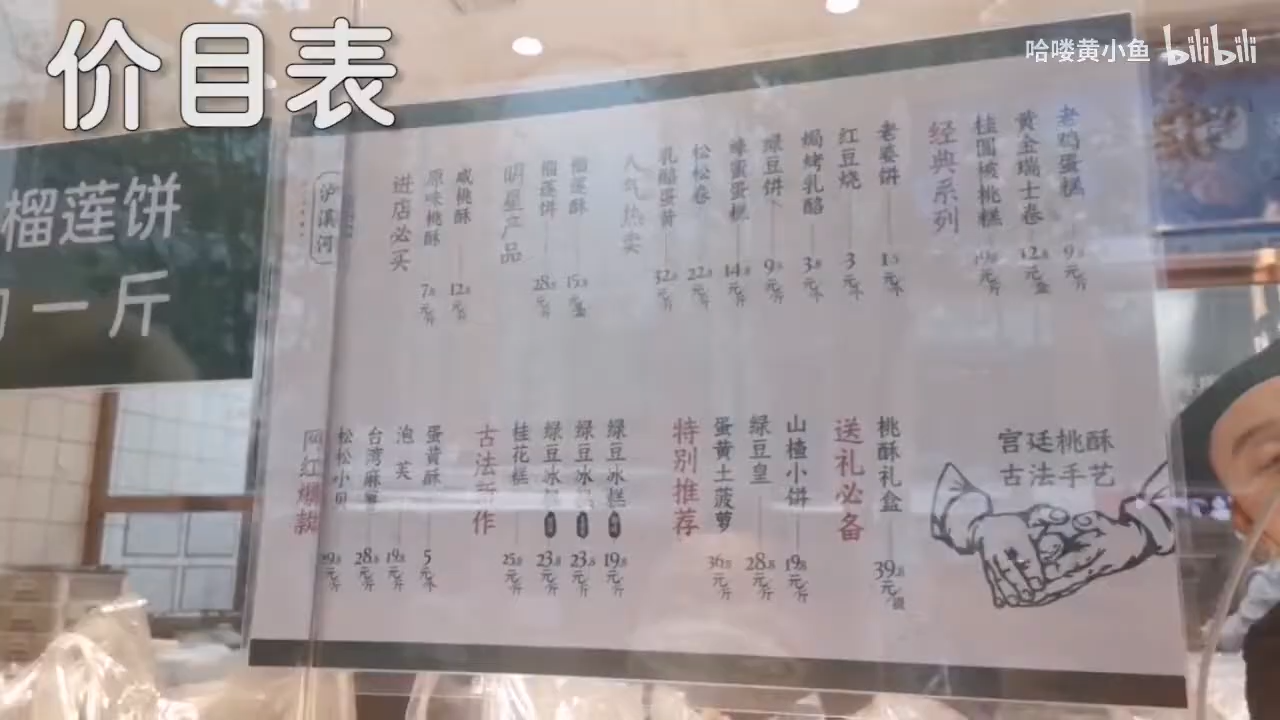 价目表
哈喽黄小鱼 bilibili
榴莲饼
一斤
泸溪河
老鸡蛋糕 9.8元/斤
黄金瑞士卷 12.8元/盒
桂圆核桃糕 19.8元/斤
经典系列
老婆饼 元/个
红豆烧 3元/个
焗烤乳酪 3.8元/个
绿豆饼 元/斤
蜂蜜蛋糕 14.8元/斤
松松卷 22.8元/斤
乳酪蛋黄 32.8元/斤
人气热卖
榴莲酥 15.8元/盒
榴莲饼 28.8元/斤
明星产品
咸桃酥 12.8元/斤
原味桃酥 元/斤
进店必买
宫廷桃酥
古法手艺
桃酥礼盒 39.8元/
送礼必备
山楂小饼 19.8元/斤
绿豆皇 28.8元/斤
蛋黄土菠萝 36.8元/斤
特别推荐
绿豆冰糕 19.8元/斤
绿豆冰糕 23.8元/斤
绿豆冰糕 23.8元/斤
桂花糕 25.8元/斤
古法新作
蛋黄酥 5元/个
泡芙 19.8元/斤
台湾麻薯 28.8元/斤
松松小贝 元/斤
网红爆款